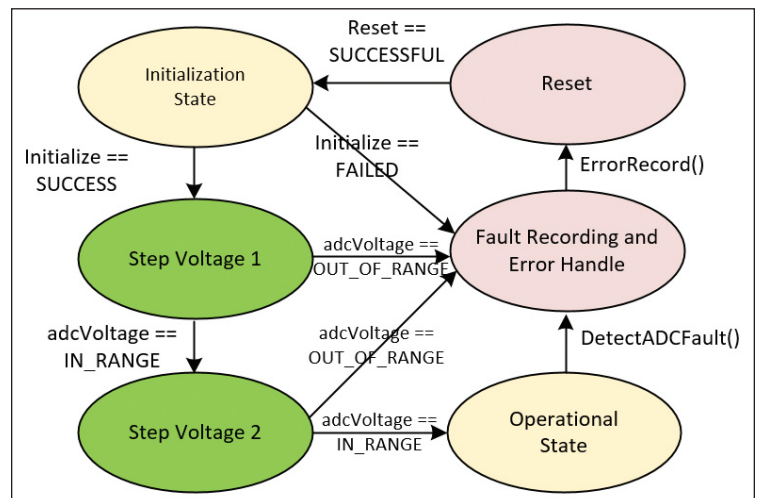 Reset ==
SUCCESSFUL
Initialization
State
Reset
Initialize ==
FAILED
Initialize ==
SUCCESS
ErrorRecord()
Step Voltage 1
adcVoltage ==
OUT_OF_RANGE
Fault Recording and
Error Handle
adcVoltage ==
IN_RANGE
adcVoltage ==
OUT_OF_RANGE
DetectADCFault()
Step Voltage 2
adcVoltage ==
IN_RANGE
Operational
State